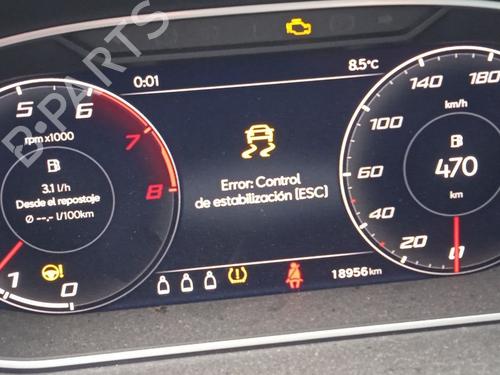 0:01
8.5°C
5
6
7
8
1
0
rpm x1000
3.1 l/h
Desde el repostaje
Ø --,- l/100km
Error: Control
de estabilización (ESC)
140
180
100
60
20
0
km/h
470
km
18956 km
B-PARTS